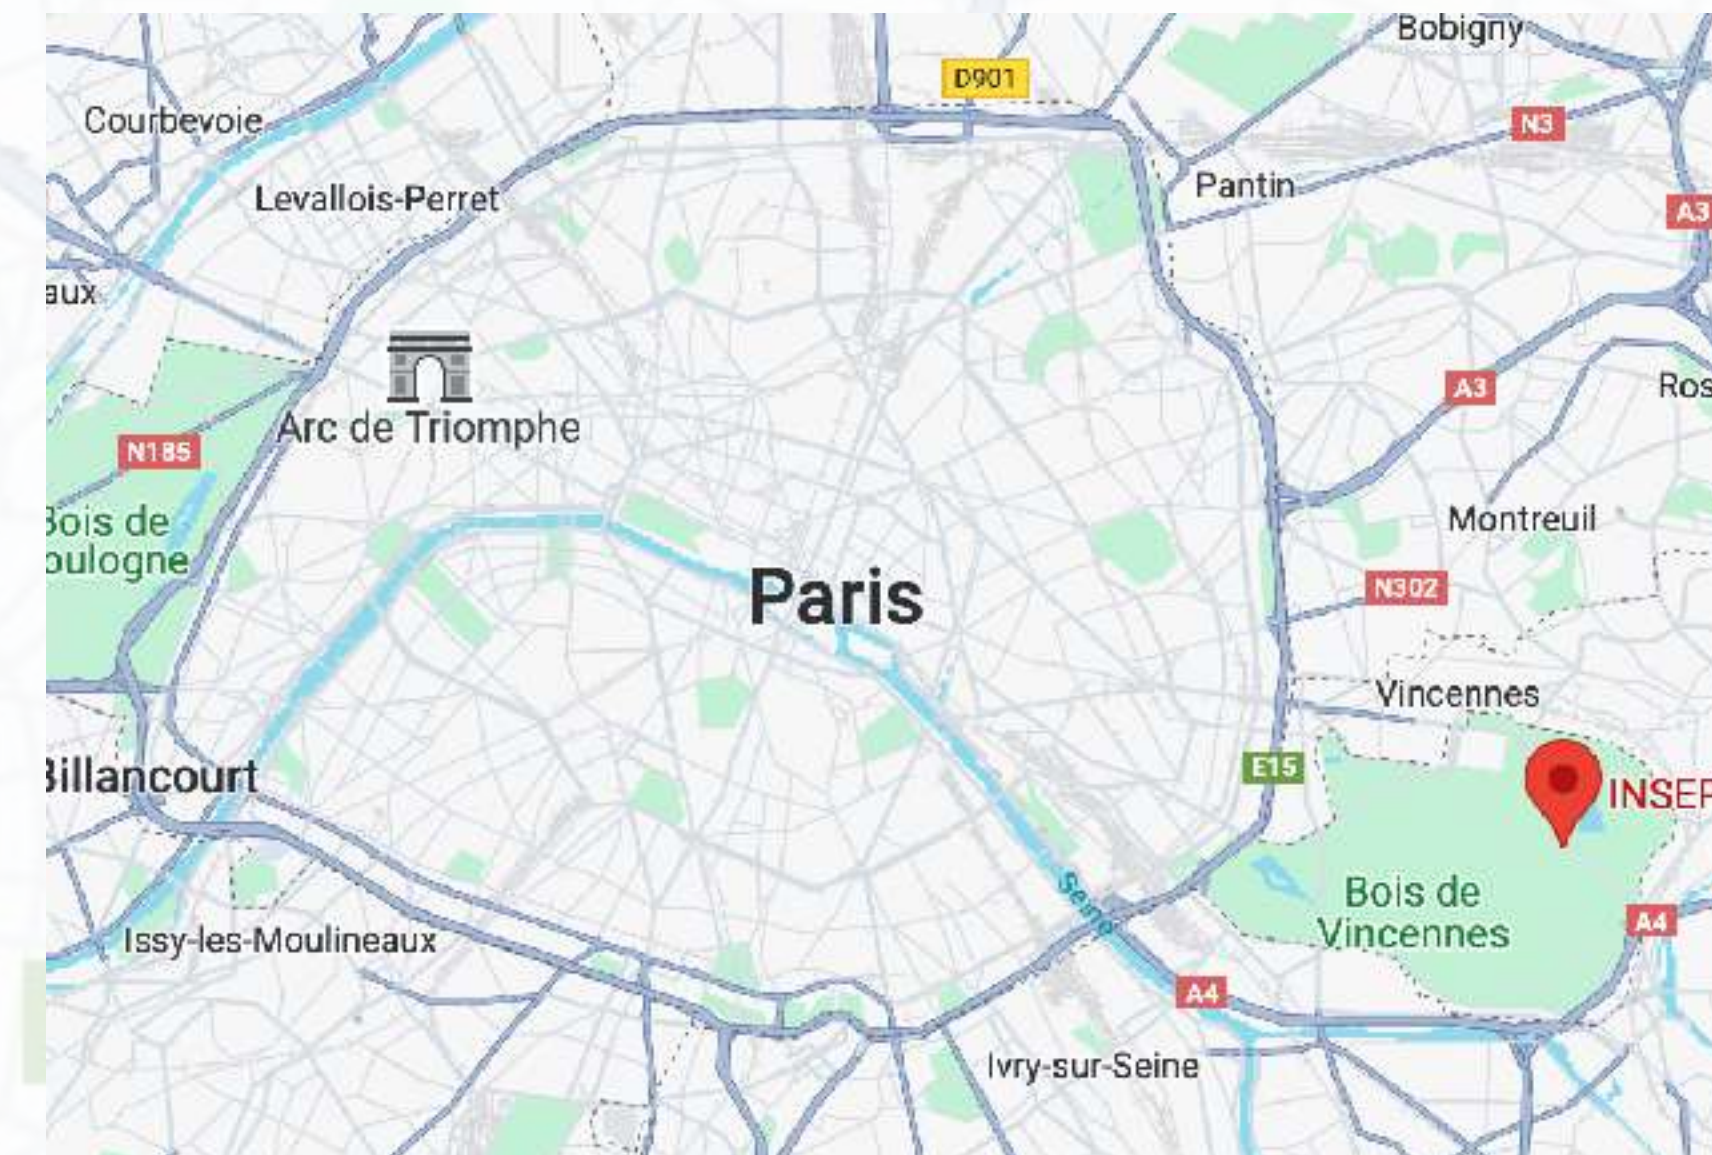 Bobigny
D901
Courbevoie
N3
Levallois-Perret
Pantin
A3
aux
Arc de Triomphe
A3
Ros
N185
Bois de
oulogne
Montreuil
Paris
N302
Vincennes
E15
Billancourt
INSEP
Bois de
Vincennes
Seine
A4
Issy-les-Moulineaux
A4
Ivry-sur-Seine